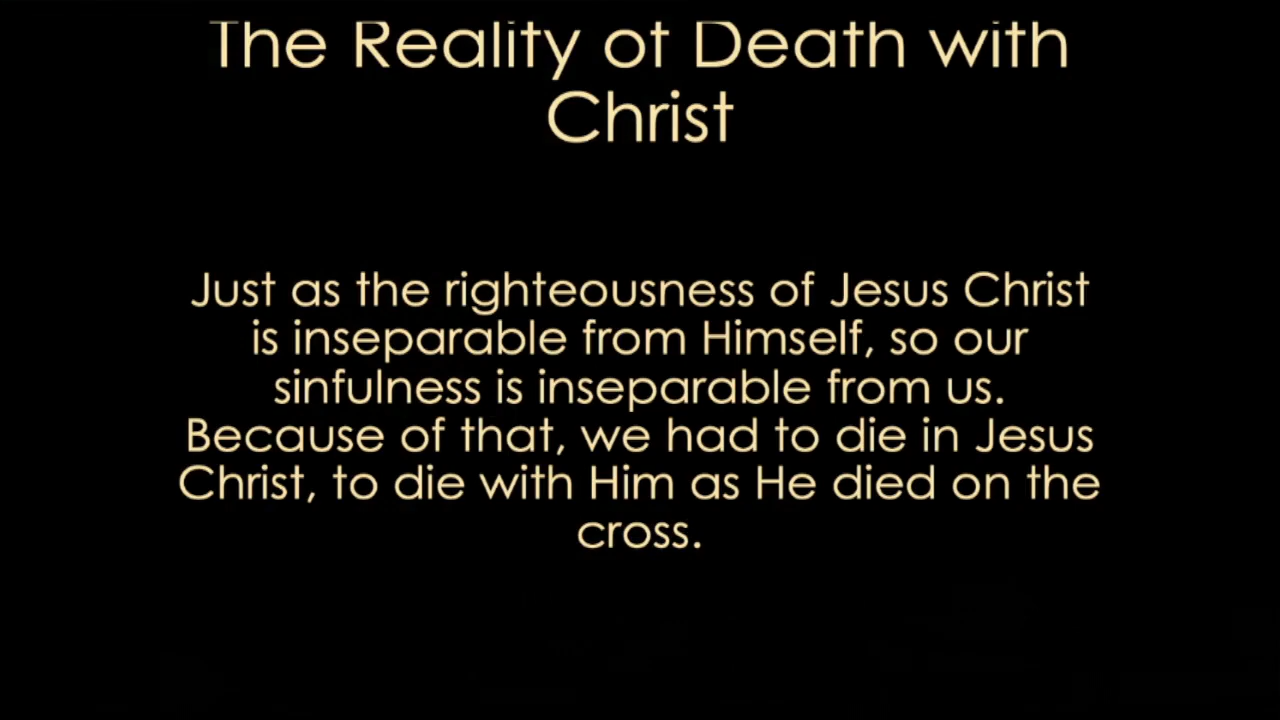 The Reality of Death with
Christ
Just as the righteousness of Jesus Christ
is inseparable from Himself, so our
sinfulness is inseparable from us.
Because of that, we had to die in Jesus
Christ, to die with Him as He died on the
cross.